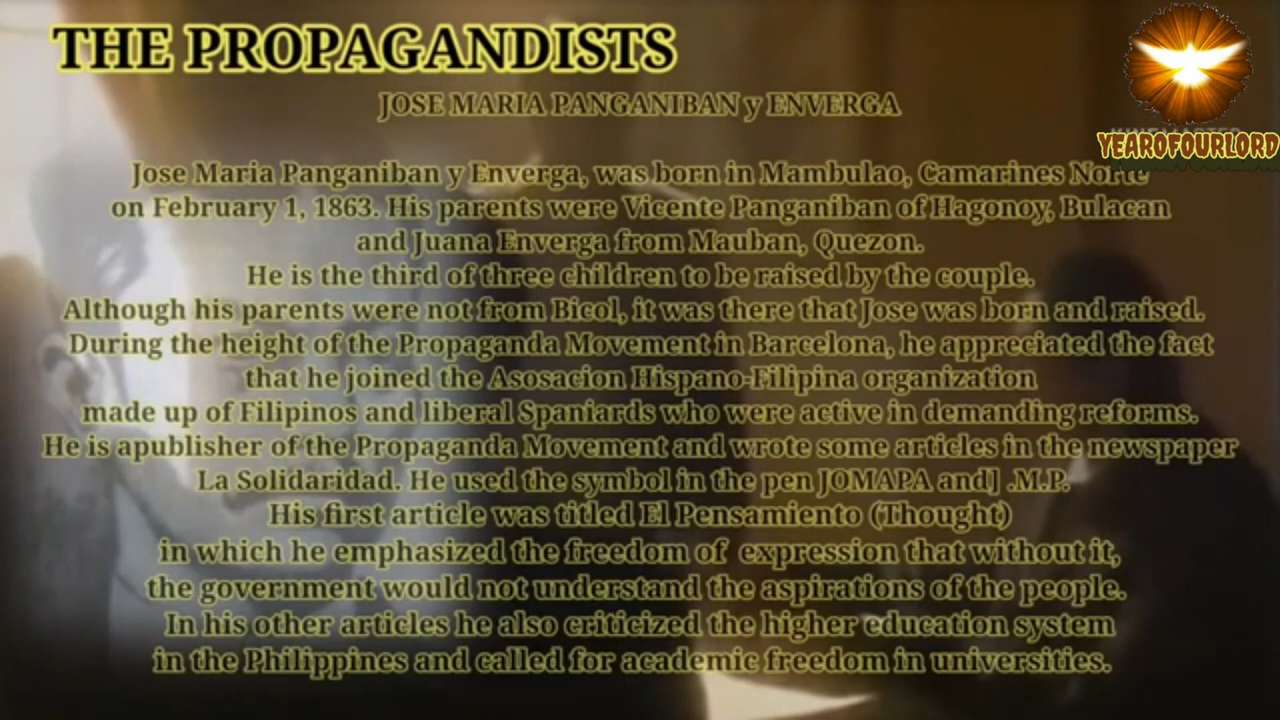 THE PROPAGANDISTS
JOSE MARIA PANGANIBAN y ENVERGA
YEAROFOURLORD
Jose Maria Panganiban y Enverga, was born in Mambulao, Camarines Norte
on February 1, 1863. His parents were Vicente Panganiban of Hagonoy, Bulacan
and Juana Enverga from Mauban, Quezon.
He is the third of three children to be raised by the couple.
Although his parents were not from Bicol, it was there that Jose was born and raised.
During the height of the Propaganda Movement in Barcelona, he appreciated the fact
that he joined the Asosacion Hispano-Filipina organization
made up of Filipinos and liberal Spaniards who were active in demanding reforms.
He is apublisher of the Propaganda Movement and wrote some articles in the newspaper
La Solidaridad. He used the symbol in the pen JOMAPA and] .M.P.
His first article was titled El Pensamiento (Thought)
in which he emphasized the freedom of expression that without it,
the government would not understand the aspirations of the people.
In his other articles he also criticized the higher education system
in the Philippines and called for academic freedom in universities.